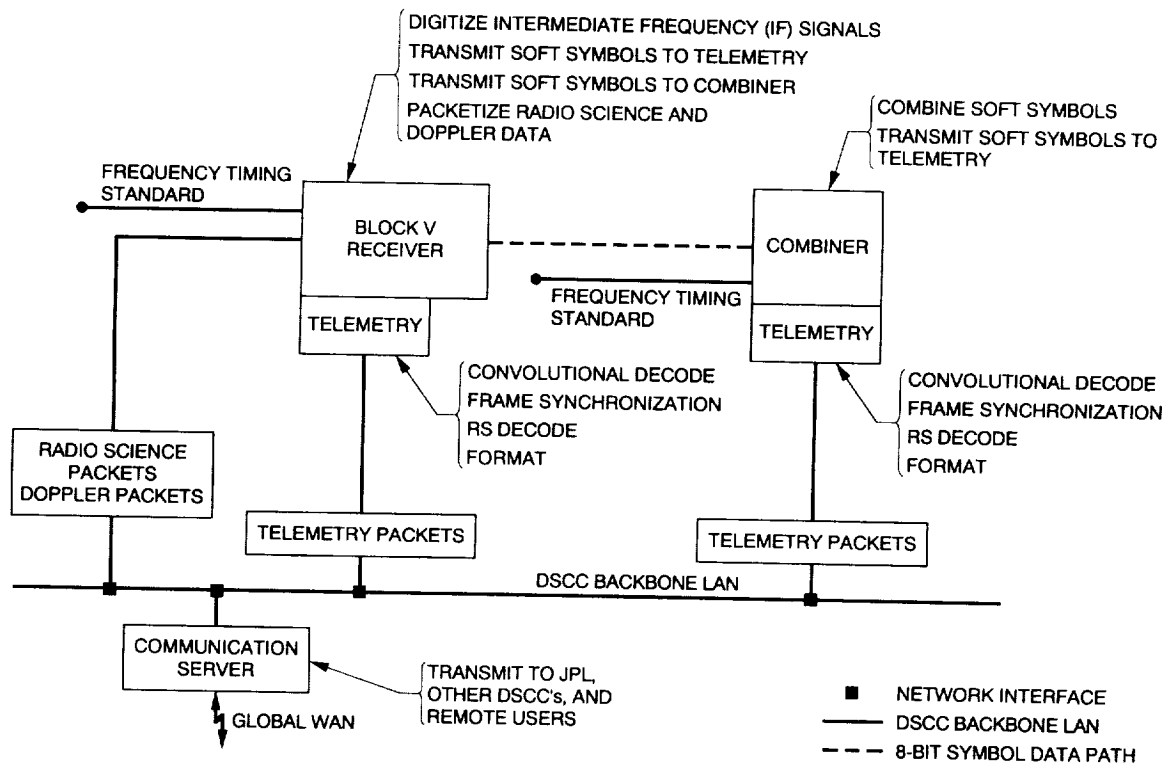 DIGITIZE INTERMEDIATE FREQUENCY (IF) SIGNALS
TRANSMIT SOFT SYMBOLS TO TELEMETRY
TRANSMIT SOFT SYMBOLS TO COMBINER
PACKETIZE RADIO SCIENCE AND
DOPPLER DATA
COMBINE SOFT SYMBOLS
TRANSMIT SOFT SYMBOLS TO
TELEMETRY
FREQUENCY TIMING
STANDARD
BLOCK V
RECEIVER
COMBINER
FREQUENCY TIMING
STANDARD
TELEMETRY
TELEMETRY
CONVOLUTIONAL DECODE
FRAME SYNCHRONIZATION
RS DECODE
FORMAT
CONVOLUTIONAL DECODE
FRAME SYNCHRONIZATION
RS DECODE
FORMAT
RADIO SCIENCE
PACKETS
DOPPLER PACKETS
TELEMETRY PACKETS
TELEMETRY PACKETS
DSCC BACKBONE LAN
COMMUNICATION
SERVER
TRANSMIT TO JPL,
OTHER DSCC's, AND
REMOTE USERS
GLOBAL WAN
NETWORK INTERFACE
DSCC BACKBONE LAN
8-BIT SYMBOL DATA PATH